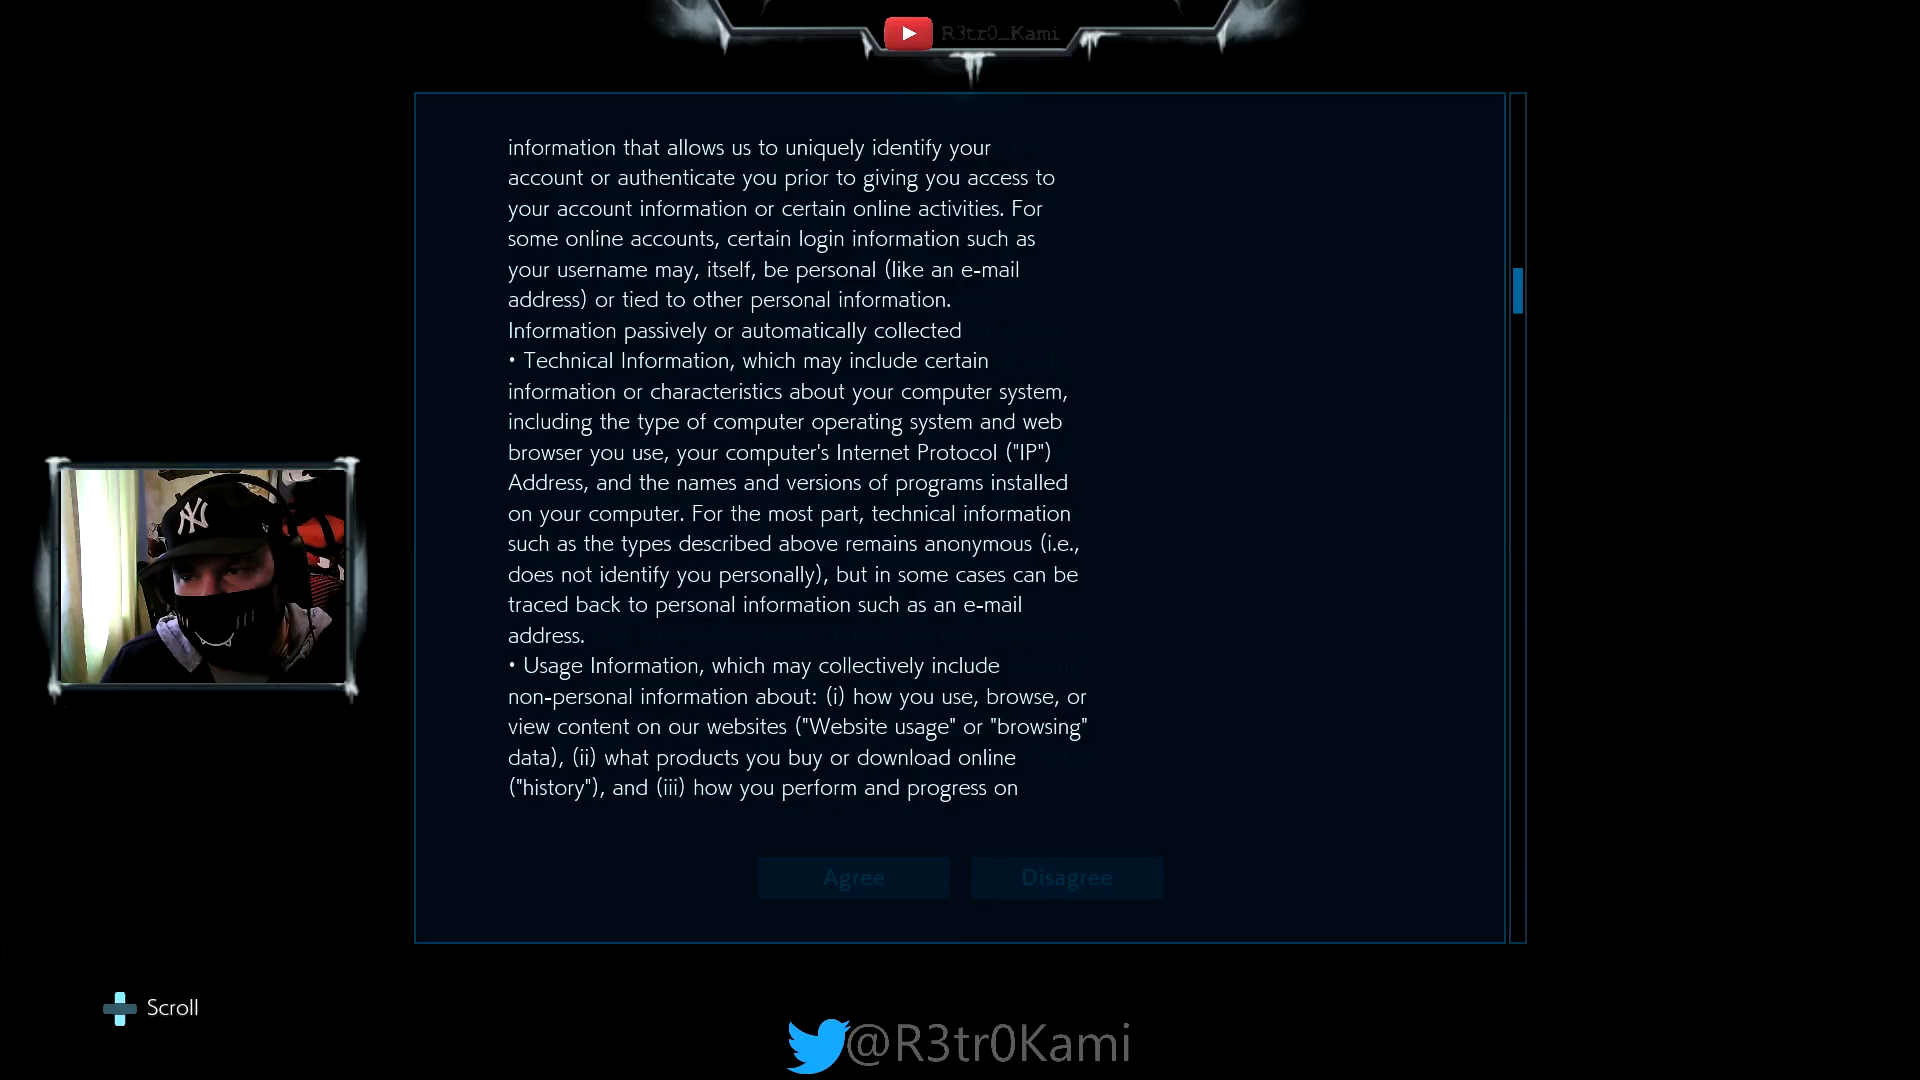 R3tr0_Kami
information that allows us to uniquely identify your
account or authenticate you prior to giving you access to
your account information or certain online activities. For
some online accounts, certain login information such as
your username may, itself, be personal (like an e-mail
address) or tied to other personal information.
Information passively or automatically collected
• Technical Information, which may include certain
information or characteristics about your computer system,
including the type of computer operating system and web
browser you use, your computer's Internet Protocol ("IP")
Address, and the names and versions of programs installed
on your computer. For the most part, technical information
such as the types described above remains anonymous (i.e.,
does not identify you personally), but in some cases can be
traced back to personal information such as an e-mail
address.
• Usage Information, which may collectively include
non-personal information about: (i) how you use, browse, or
view content on our websites ("Website usage" or "browsing"
data), (ii) what products you buy or download online
("history"), and (iii) how you perform and progress on
Agree Disagree
NY
Scroll
@R3tr0Kami